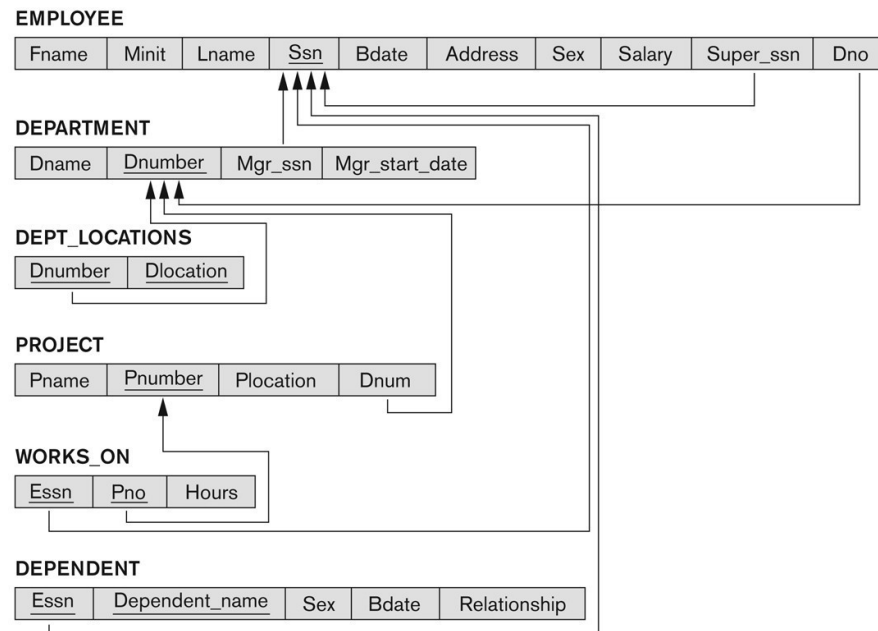 EMPLOYEE
Fname Minit Lname Ssn Bdate Address Sex Salary Super_ssn Dno
DEPARTMENT
Dname Dnumber Mgr_ssn Mgr_start_date
DEPT_LOCATIONS
Dnumber Dlocation
PROJECT
Pname Pnumber Plocation Dnum
WORKS_ON
Essn Pno Hours
DEPENDENT
Essn Dependent_name Sex Bdate Relationship